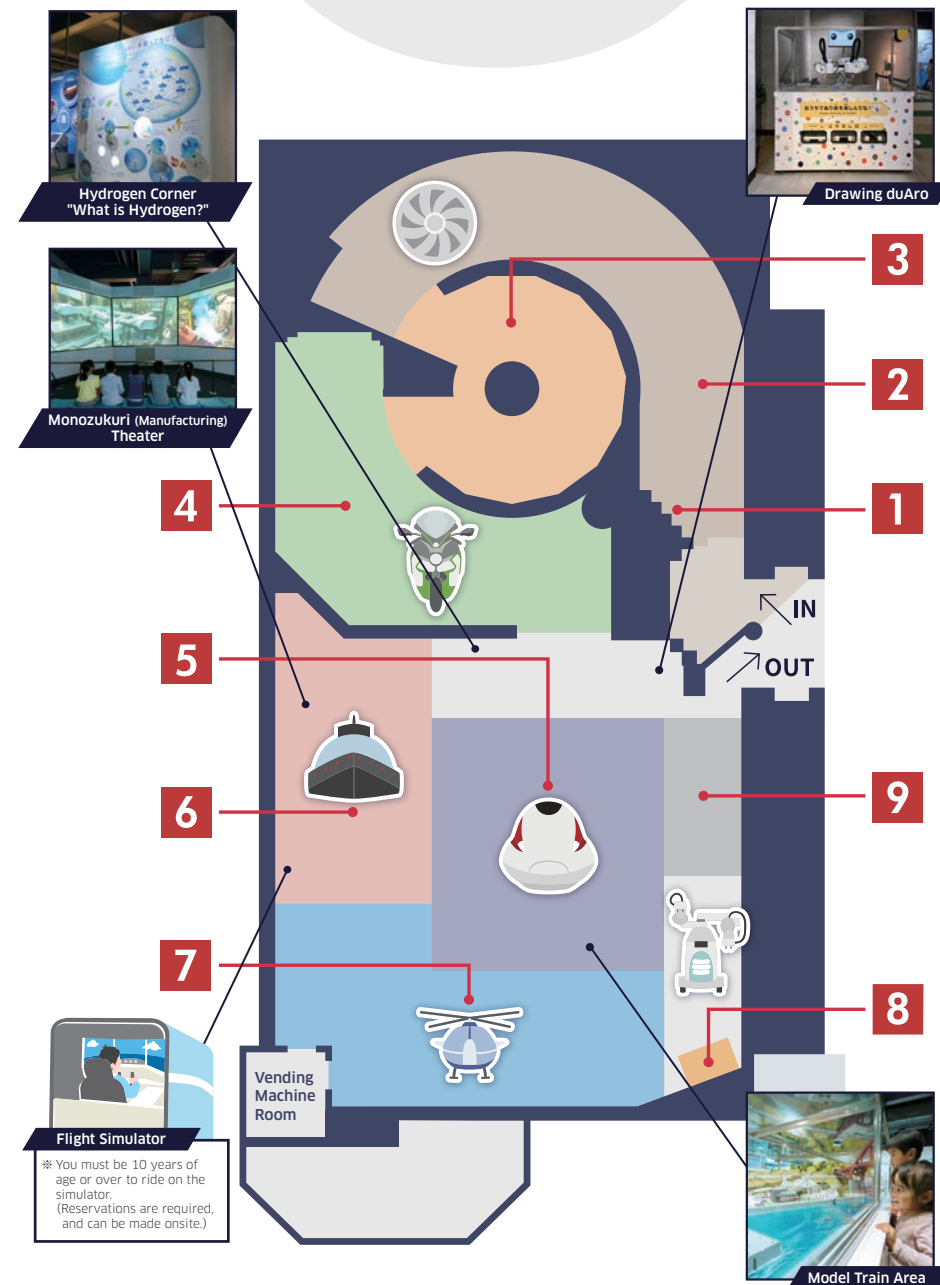 Hydrogen Corner
"What is Hydrogen?"
Drawing duAro
Monozukuri (Manufacturing)
Theater
3
2
1
4
IN
OUT
5
6
9
7
8
Vending
Machine
Room
Flight Simulator
※ You must be 10 years of
age or over to ride on the
simulator.
(Reservations are required,
and can be made onsite.)
Model Train Area